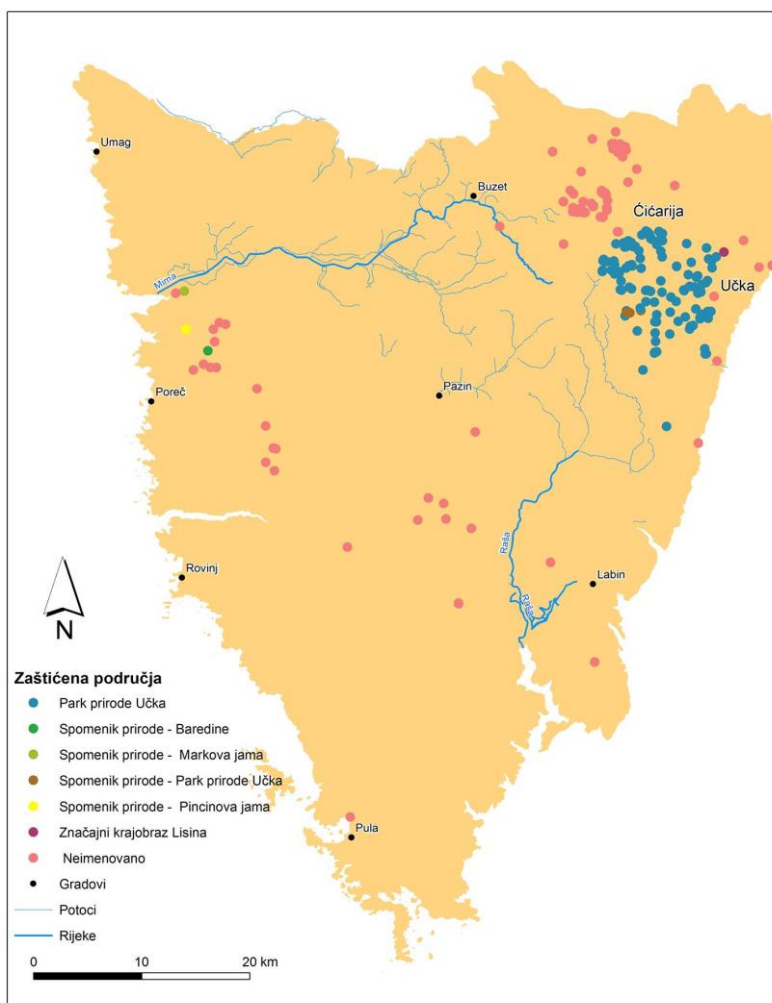 Umag
Buzet
Ćićarija
Učka
Mirna
Poreč
Pazin
Raša
Rovinj
Labin
Raša
N
Zaštićena područja
Park prirode Učka
Spomenik prirode - Baredine
Spomenik prirode - Markova jama
Spomenik prirode - Park prirode Učka
Spomenik prirode - Pincinova jama
Značajni krajobraz Lisina
Neimenovano
Gradovi
Potoci
Rijeke
Pula
0 10 20 km